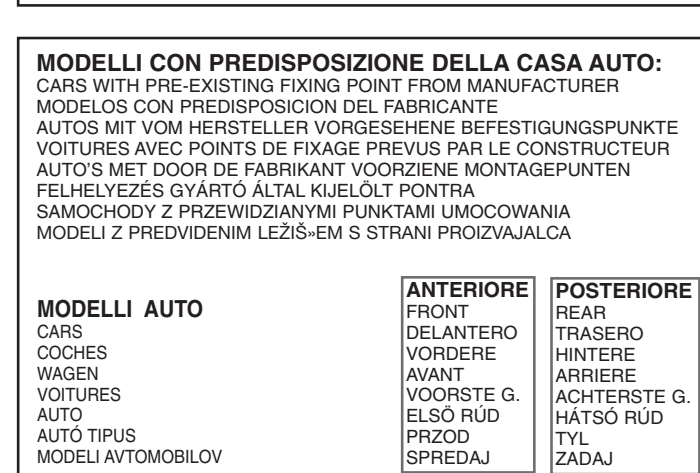 MODELLI CON PREDISPOSIZIONE DELLA CASA AUTO:
CARS WITH PRE-EXISTING FIXING POINT FROM MANUFACTURER
MODELOS CON PREDISPOSICION DEL FABRICANTE
AUTOS MIT VOM HERSTELLER VORGESEHENE BEFESTIGUNGSPUNKTE
VOITURES AVEC POINTS DE FIXAGE PREVUS PAR LE CONSTRUCTEUR
AUTO'S MET DOOR DE FABRIKANT VOORZIENE MONTAGEPUNTEN
FELHELYEZÉS GYÁRTÓ ÁLTAL KIJELÖLT PONTRA
SAMOCHODY Z PRZEWIDZIANYMI PUNKTAMI UMOCOWANIA
MODELI Z PREDVIDENIM LEŽIŠ»EM S STRANI PROIZVAJALCA
MODELLI AUTO
CARS
COCHES
WAGEN
VOITURES
AUTO
AUTÓ TIPUS
MODELI AVTOMOBILOV
ANTERIORE
FRONT
DELANTERO
VORDERE
AVANT
VOORSTE G.
ELSÖ RÚD
PRZOD
SPREDAJ
POSTERIORE
REAR
TRASERO
HINTERE
ARRIERE
ACHTERSTE G.
HÁTSÓ RÚD
TYL
ZADAJ